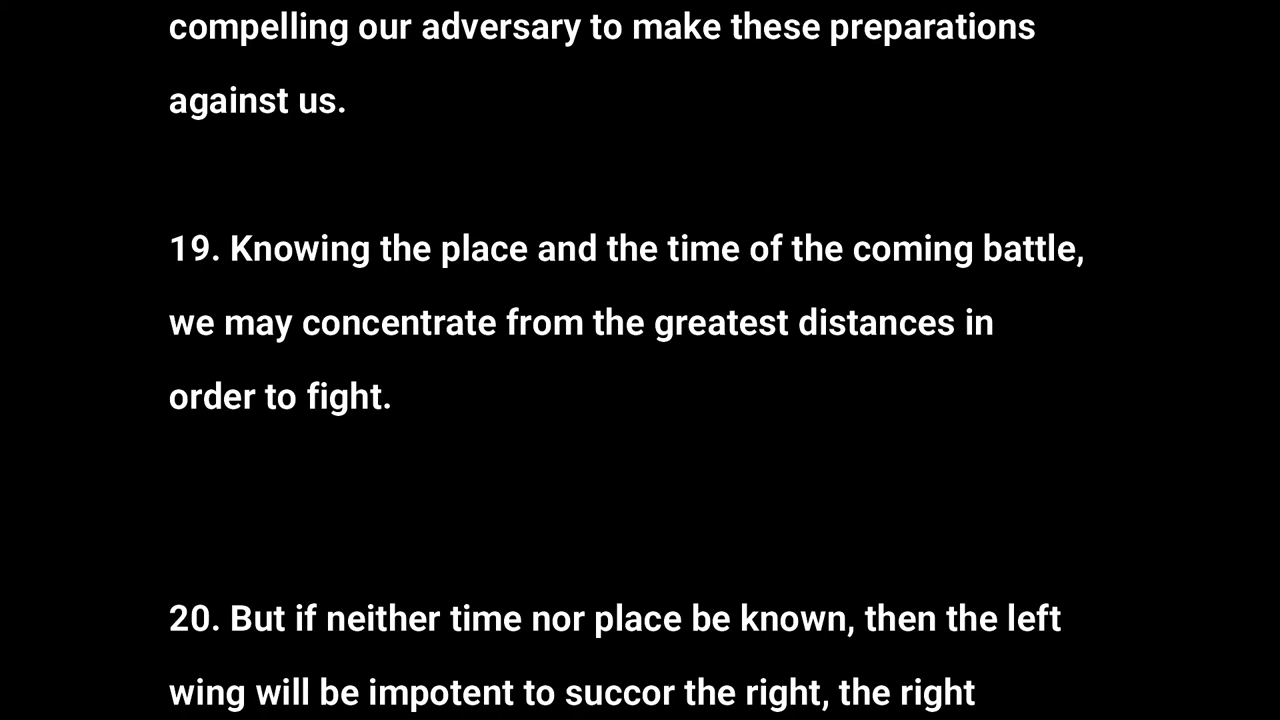 compelling our adversary to make these preparations
against us.
19. Knowing the place and the time of the coming battle,
we may concentrate from the greatest distances in
order to fight.
20. But if neither time nor place be known, then the left
wing will be impotent to succor the right, the right